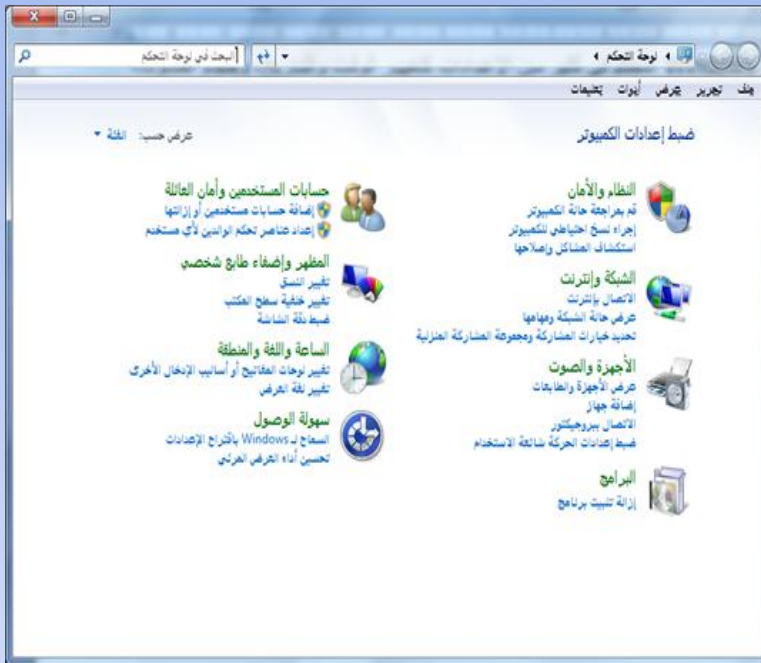 لوحة التحكم
البحث في لوحة التحكم
ملف تحرير عرض أدوات تعليمات
ضبط إعدادات الكمبيوتر
عرض حسب: الفئة
النظام والأمان
قم بمراجعة حالة الكمبيوتر
إجراء نسخ احتياطي للكمبيوتر
استكشاف المشاكل وإصلاحها
الشبكة وإنترنت
الاتصال بإنترنت
عرض حالة الشبكة ومهامها
تحديد خيارات المشاركة ومجموعة المشاركة المنزلية
الأجهزة والصوت
عرض الأجهزة والطابعات
إضافة جهاز
الاتصال ببروجيكتور
ضبط إعدادات الحركة شائعة الاستخدام
البرامج
إزالة تثبيت برنامج
حسابات المستخدمين وأمان العائلة
إضافة حسابات مستخدمين أو إزالتها
إعداد عناصر تحكم الوالدين لأي مستخدم
المظهر وإضفاء طابع شخصي
تغيير النسق
تغيير خلفية سطح المكتب
ضبط دقة الشاشة
الساعة واللغة والمنطقة
تغيير لوحات المفاتيح أو أساليب الإدخال الأخرى
تغيير لغة العرض
سهولة الوصول
السماح لـ Windows باقتراح الإعدادات
تحسين أداء العرض المرئي